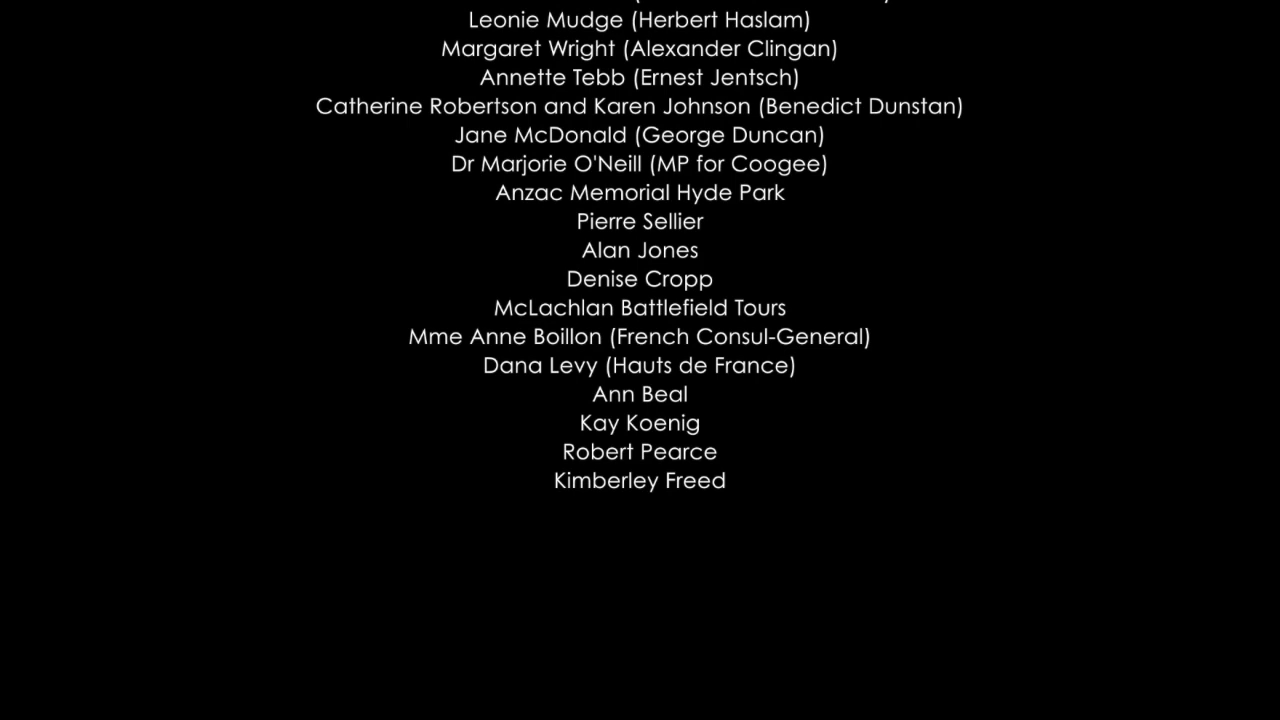 Leonie Mudge (Herbert Haslam)
Margaret Wright (Alexander Clingan)
Annette Tebb (Ernest Jentsch)
Catherine Robertson and Karen Johnson (Benedict Dunstan)
Jane McDonald (George Duncan)
Dr Marjorie O'Neill (MP for Coogee)
Anzac Memorial Hyde Park
Pierre Sellier
Alan Jones
Denise Cropp
McLachlan Battlefield Tours
Mme Anne Boillon (French Consul-General)
Dana Levy (Hauts de France)
Ann Beal
Kay Koenig
Robert Pearce
Kimberley Freed